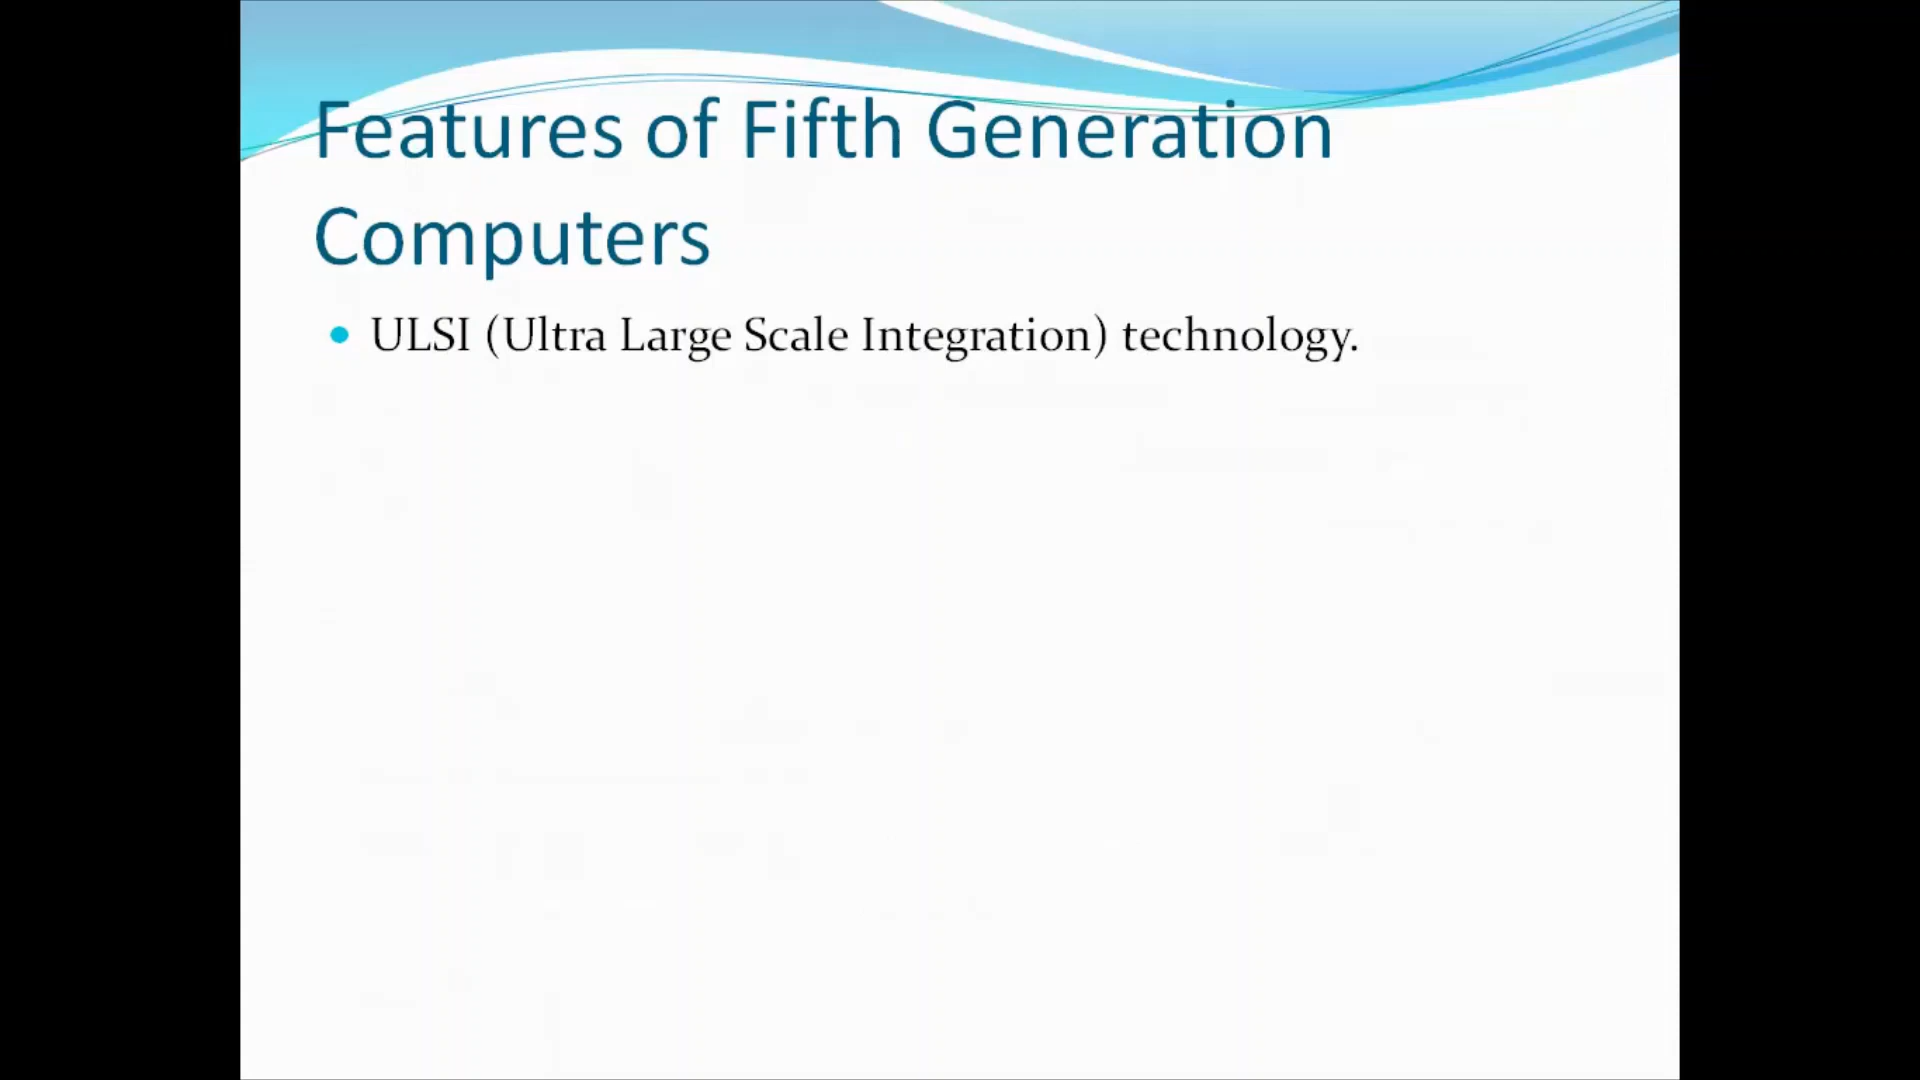 Features of Fifth Generation
Computers
• ULSI (Ultra Large Scale Integration) technology.